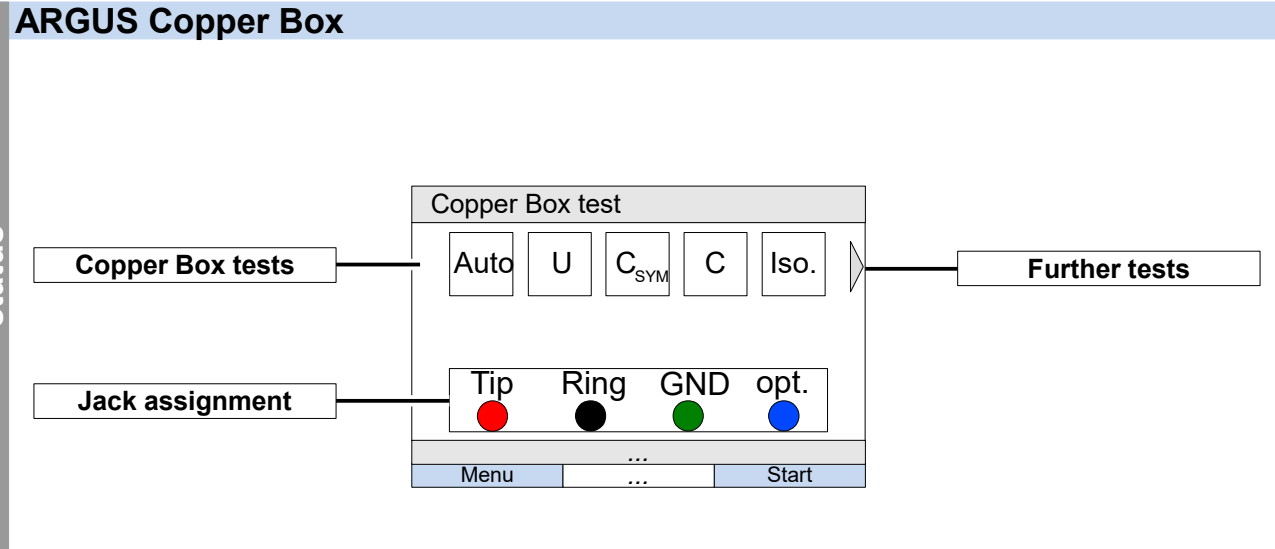 ARGUS Copper Box
Copper Box test
Copper Box tests
Auto U C SYM C Iso.
Further tests
Jack assignment
Tip Ring GND opt.
...
Menu ... Start